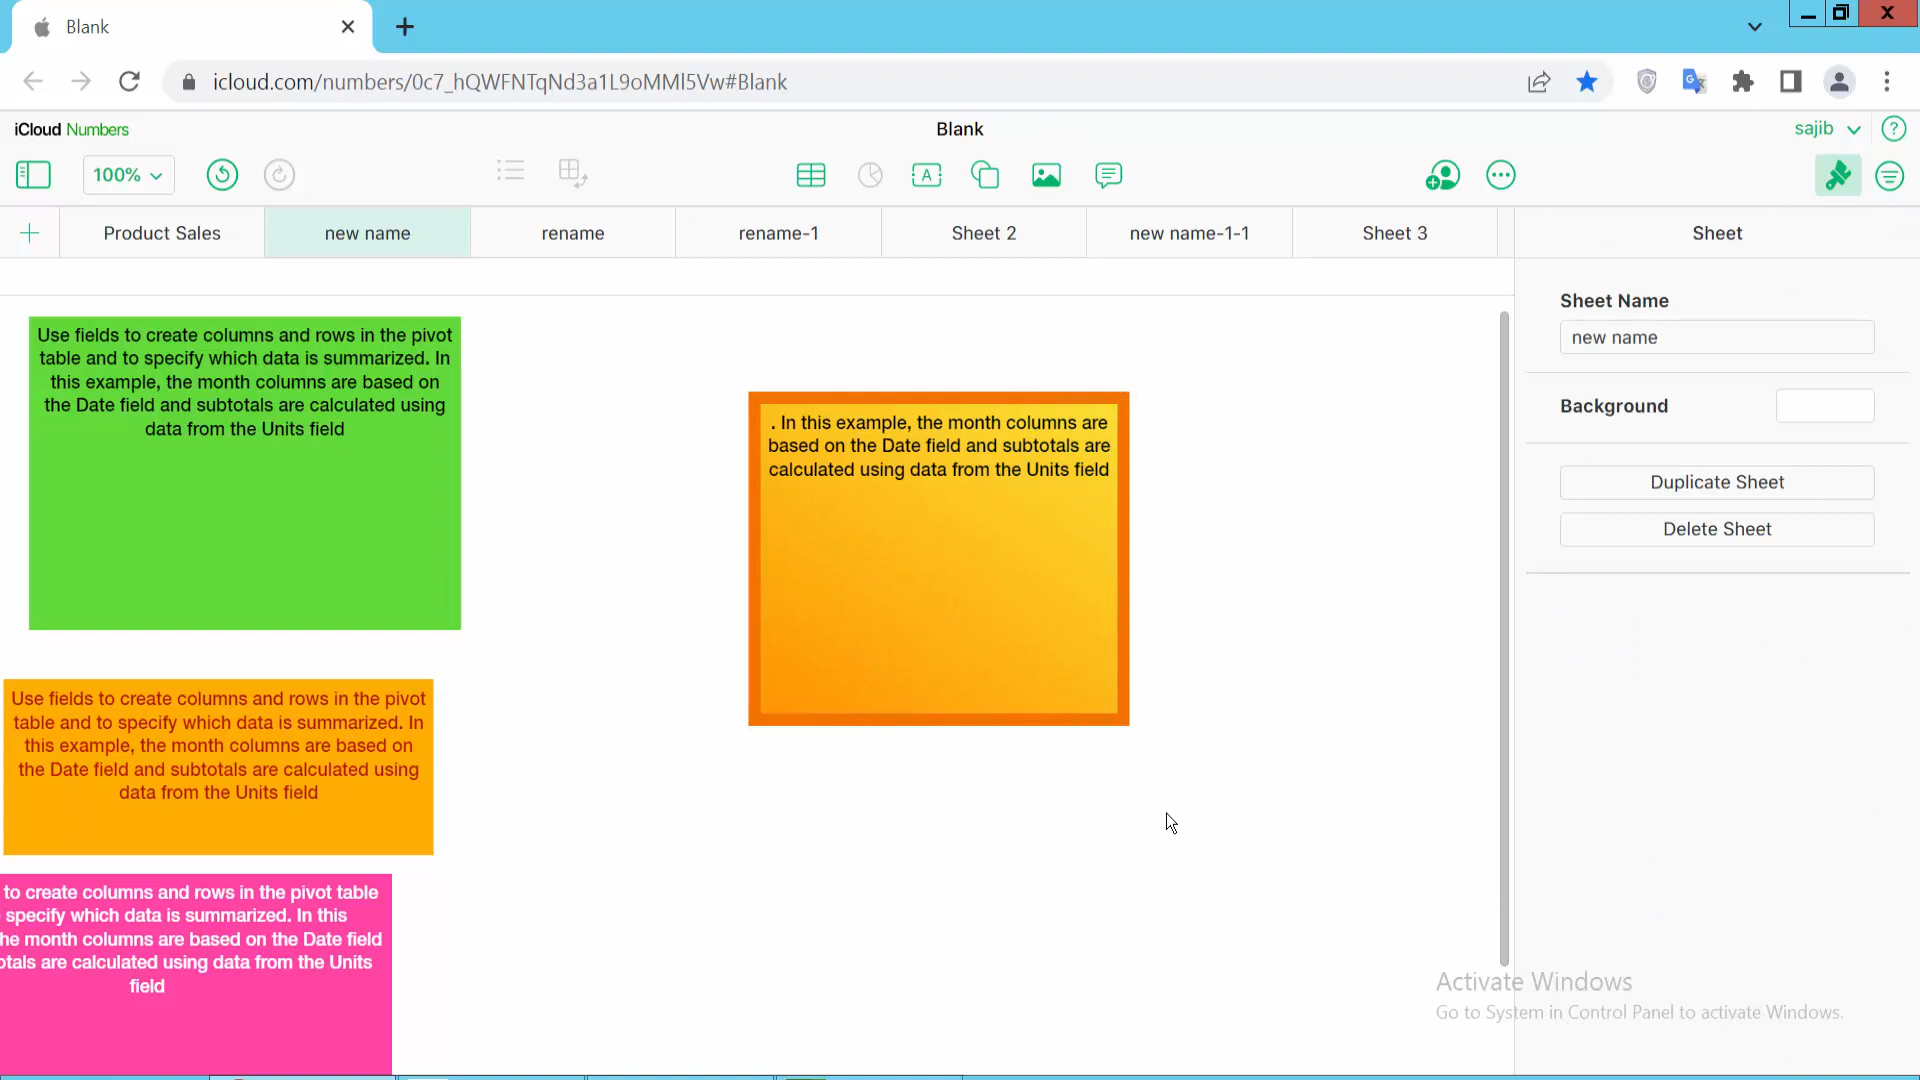 Blank
icloud.com/numbers/0c7_hQWFNTqNd3a1L9oMMl5Vw#Blank
iCloud Numbers
Blank
sajib
100%
Product Sales
new name
rename
rename-1
Sheet 2
new name-1-1
Sheet 3
Sheet
Sheet Name
new name
Background
Duplicate Sheet
Delete Sheet
Use fields to create columns and rows in the pivot
table and to specify which data is summarized. In
this example, the month columns are based on
the Date field and subtotals are calculated using
data from the Units field
. In this example, the month columns are
based on the Date field and subtotals are
calculated using data from the Units field
Use fields to create columns and rows in the pivot
table and to specify which data is summarized. In
this example, the month columns are based on
the Date field and subtotals are calculated using
data from the Units field
to create columns and rows in the pivot table
specify which data is summarized. In this
he month columns are based on the Date field
otals are calculated using data from the Units
field
Activate Windows
Go to System in Control Panel to activate Windows.